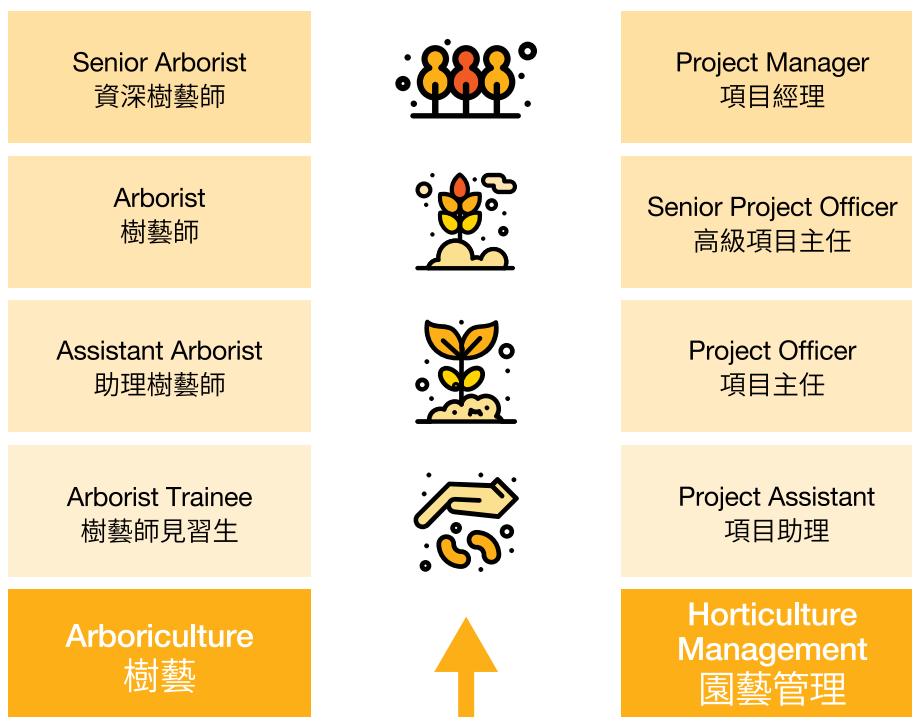 Senior Arborist
資深樹藝師
Project Manager
項目經理
Arborist
樹藝師
Senior Project Officer
高級項目主任
Assistant Arborist
助理樹藝師
Project Officer
項目主任
Arborist Trainee
樹藝師見習生
Project Assistant
項目助理
Arboriculture
樹藝
Horticulture
Management
園藝管理